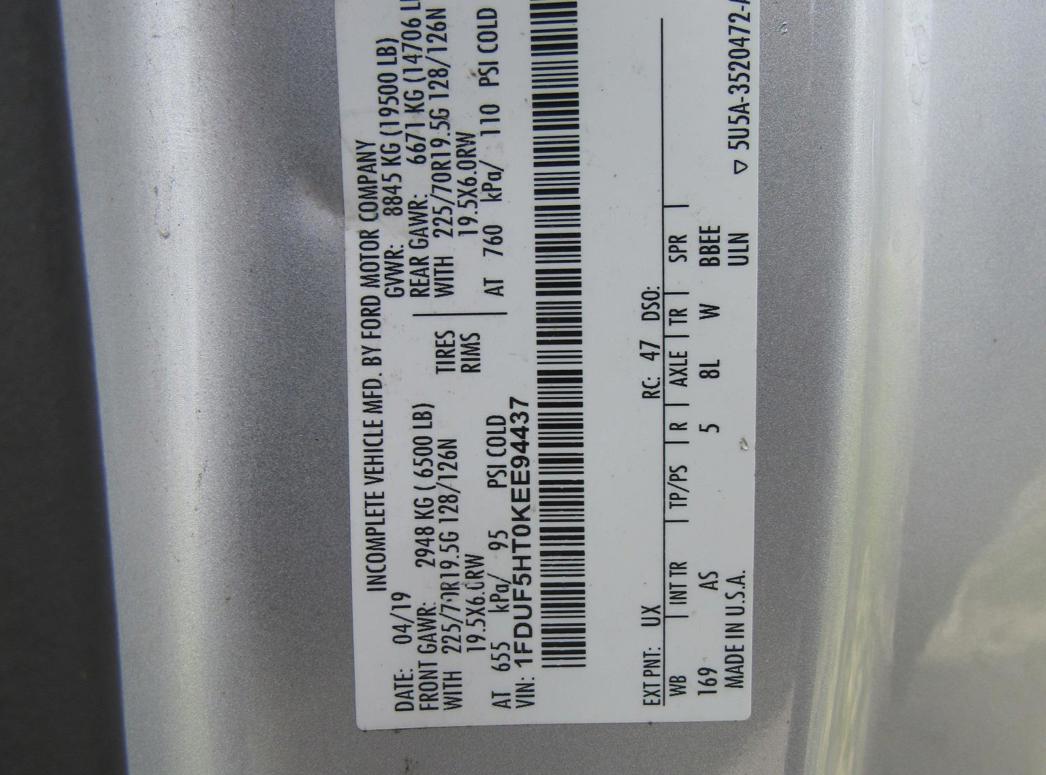 INCOMPLETE VEHICLE MFD. BY FORD MOTOR COMPANY
DATE: 04/19 GVWR: 8845 KG (19500 LB)
FRONT GAWR: 2948 KG ( 6500 LB) REAR GAWR: 6671 KG (14706 L
WITH 225/70R19.5G 128/126N TIRES WITH 225/70R19.5G 128/126N
19.5X6.0RW RIMS 19.5X6.0RW
AT 655 kPa/ 95 PSI COLD AT 760 kPa/ 110 PSI COLD
VIN: 1FDUF5HT0KEE94437
EXT PNT: UX RC: 47 DSO:
WB INT TR TP/PS R AXLE TR SPR
169 AS 5 8L W BBEE
MADE IN U.S.A. ULN
▽ 5U5A-3520472-A